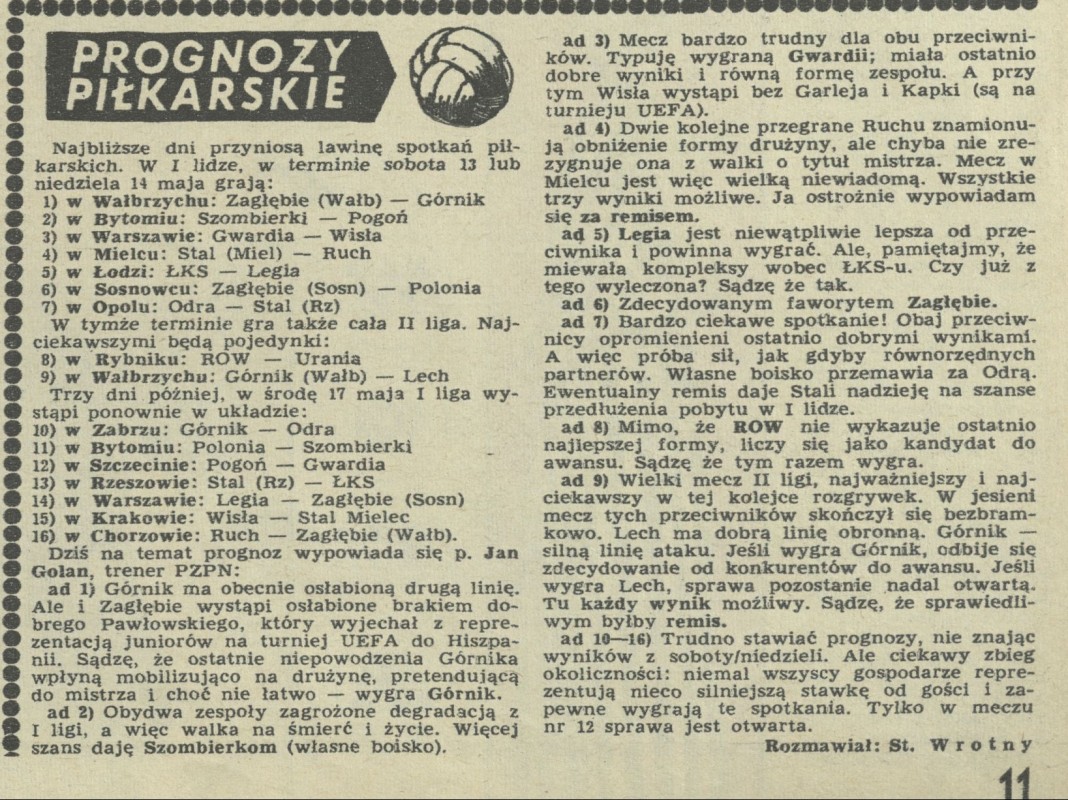 PROGNOZY
PIŁKARSKIE
Najbliższe dni przyniosą lawinę spotkań pił-
karskich. W I lidze, w terminie sobota 13 lub
niedziela 14 maja grają:
1) w Wałbrzychu: Zagłębie (Wałb) — Górnik
2) w Bytomiu: Szombierki — Pogoń
3) w Warszawie: Gwardia — Wisła
4) w Mielcu: Stal (Miel) — Ruch
5) w Łodzi: ŁKS — Legia
6) w Sosnowcu: Zagłębie (Sosn) — Polonia
7) w Opolu: Odra — Stal (Rz)
W tymże terminie gra także cała II liga. Naj-
ciekawszymi będą pojedynki:
8) w Rybniku: ROW — Urania
9) w Wałbrzychu: Górnik (Wałb) — Lech
Trzy dni później, w środę 17 maja I liga wy-
stąpi ponownie w układzie:
10) w Zabrzu: Górnik — Odra
11) w Bytomiu: Polonia — Szombierki
12) w Szczecinie: Pogoń — Gwardia
13) w Rzeszowie: Stal (Rz) — ŁKS
14) w Warszawie: Legia — Zagłębie (Sosn)
15) w Krakowie: Wisła — Stal Mielec
16) w Chorzowie: Ruch — Zagłębie (Wałb).
Dziś na temat prognoz wypowiada się p. Jan
Golan, trener PZPN:
ad 1) Górnik ma obecnie osłabioną drugą linię.
Ale i Zagłębie wystąpi osłabione brakiem do-
brego Pawłowskiego, który wyjechał z repre-
zentacją juniorów na turniej UEFA do Hiszpa-
nii. Sądzę, że ostatnie niepowodzenia Górnika
wpłyną mobilizująco na drużynę, pretendującą
do mistrza i choć nie łatwo — wygra Górnik.
ad 2) Obydwa zespoły zagrożone degradacją z
I ligi, a więc walka na śmierć i życie. Więcej
szans daję Szombierkom (własne boisko).
ad 3) Mecz bardzo trudny dla obu przeciwni-
ków. Typuję wygraną Gwardii; miała ostatnio
dobre wyniki i równą formę zespołu. A przy
tym Wisła wystąpi bez Garleja i Kapki (są na
turnieju UEFA).
ad 4) Dwie kolejne przegrane Ruchu znamionu-
ją obniżenie formy drużyny, ale chyba nie zre-
zygnuje ona z walki o tytuł mistrza. Mecz w
Mielcu jest więc wielką niewiadomą. Wszystkie
trzy wyniki możliwe. Ja ostrożnie wypowiadam
się za remisem.
ad 5) Legia jest niewątpliwie lepsza od prze-
ciwnika i powinna wygrać. Ale, pamiętajmy, że
miewała kompleksy wobec ŁKS-u. Czy już z
tego wyleczona? Sądzę że tak.
ad 6) Zdecydowanym faworytem Zagłębie.
ad 7) Bardzo ciekawe spotkanie! Obaj przeciw-
nicy opromienieni ostatnio dobrymi wynikami.
A więc próba sił, jak gdyby równorzędnych
partnerów. Własne boisko przemawia za Odrą.
Ewentualny remis daje Stali nadzieję na szanse
przedłużenia pobytu w I lidze.
ad 8) Mimo, że ROW nie wykazuje ostatnio
najlepszej formy, liczy się jako kandydat do
awansu. Sądzę że tym razem wygra.
ad 9) Wielki mecz II ligi, najważniejszy i naj-
ciekawszy w tej kolejce rozgrywek. W jesieni
mecz tych przeciwników skończył się bezbram-
kowo. Lech ma dobrą linię obronną. Górnik —
silną linię ataku. Jeśli wygra Górnik, odbije się
zdecydowanie od konkurentów do awansu. Jeśli
wygra Lech, sprawa pozostanie nadal otwartą.
Tu każdy wynik możliwy. Sądzę, że sprawiedli-
wym byłby remis.
ad 10—16) Trudno stawiać prognozy, nie znając
wyników z soboty/niedzieli. Ale ciekawy zbieg
okoliczności: niemal wszyscy gospodarze repre-
zentują nieco silniejszą stawkę od gości i za-
pewne wygrają te spotkania. Tylko w meczu
nr 12 sprawa jest otwarta.
Rozmawiał: St. Wrotny
11